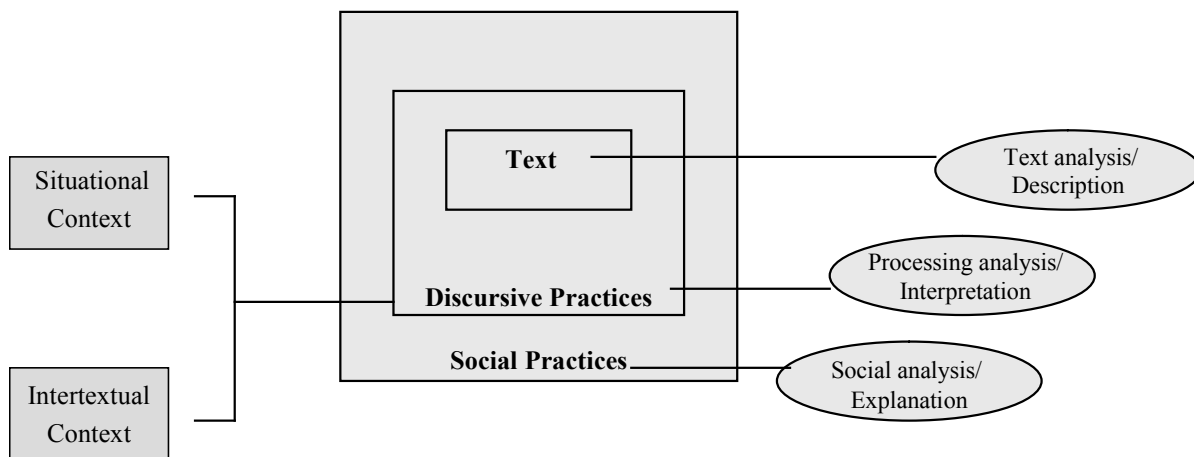 Situational
Context
Intertextual
Context
Text
Discursive Practices
Social Practices
Text analysis/
Description
Processing analysis/
Interpretation
Social analysis/
Explanation